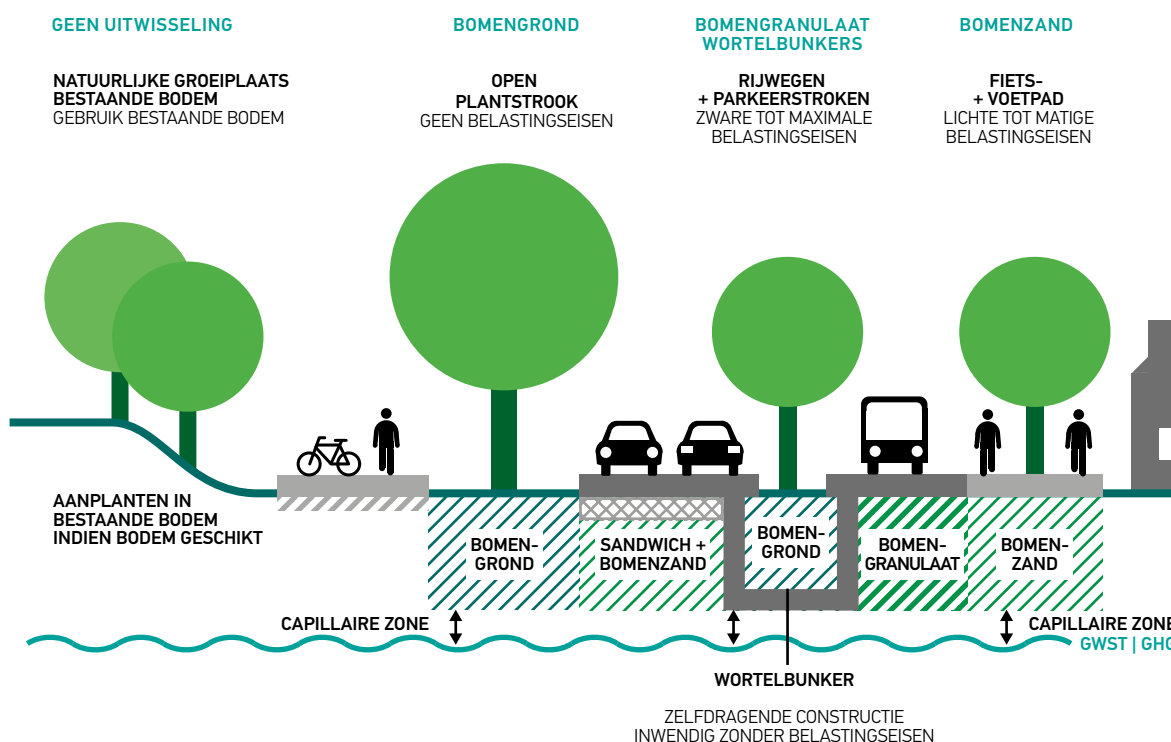 GEEN UITWISSELING
NATUURLIJKE GROEIPLAATS
BESTAANDE BODEM
GEBRUIK BESTAANDE BODEM
BOMENGROND
OPEN
PLANTSTROOK
GEEN BELASTINGSEISEN
BOMENGRANULAAT
WORTELBUNKERS
RIJWEGEN
+ PARKEERSTROKEN
ZWARE TOT MAXIMALE
BELASTINGSEISEN
BOMENZAND
FIETS-
+ VOETPAD
LICHTE TOT MATIGE
BELASTINGSEISEN
AANPLANTEN IN
BESTAANDE BODEM
INDIEN BODEM GESCHIKT
BOMEN-
GROND
SANDWICH +
BOMENZAND
BOMEN-
GROND
BOMEN-
GRANULAAT
BOMEN-
ZAND
CAPILLAIRE ZONE
CAPILLAIRE ZONE
GWST | GHG
WORTELBUNKER
ZELFDRAGENDE CONSTRUCTIE
INWENDIG ZONDER BELASTINGSEISEN